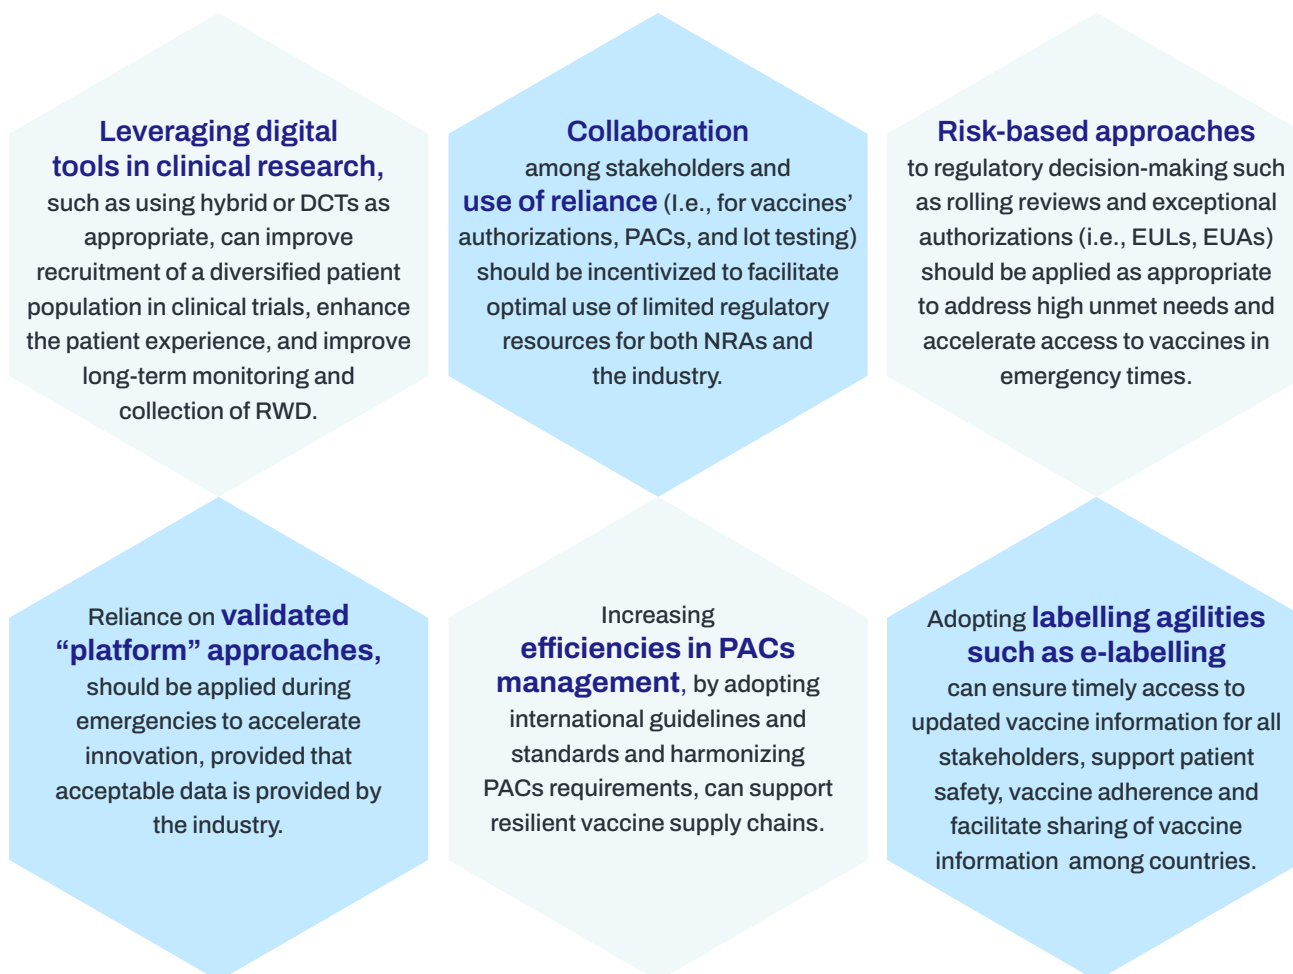 Leveraging digital
tools in clinical research,
such as using hybrid or DCTs as
appropriate, can improve
recruitment of a diversified patient
population in clinical trials, enhance
the patient experience, and improve
long-term monitoring and
collection of RWD.
Collaboration
among stakeholders and
use of reliance (I.e., for vaccines’
authorizations, PACs, and lot testing)
should be incentivized to facilitate
optimal use of limited regulatory
resources for both NRAs and
the industry.
Risk-based approaches
to regulatory decision-making such
as rolling reviews and exceptional
authorizations (i.e., EULs, EUAs)
should be applied as appropriate
to address high unmet needs and
accelerate access to vaccines in
emergency times.
Reliance on validated
“platform” approaches,
should be applied during
emergencies to accelerate
innovation, provided that
acceptable data is provided by
the industry.
Increasing
efficiencies in PACs
management, by adopting
international guidelines and
standards and harmonizing
PACs requirements, can support
resilient vaccine supply chains.
Adopting labelling agilities
such as e-labelling
can ensure timely access to
updated vaccine information for all
stakeholders, support patient
safety, vaccine adherence and
facilitate sharing of vaccine
information among countries.